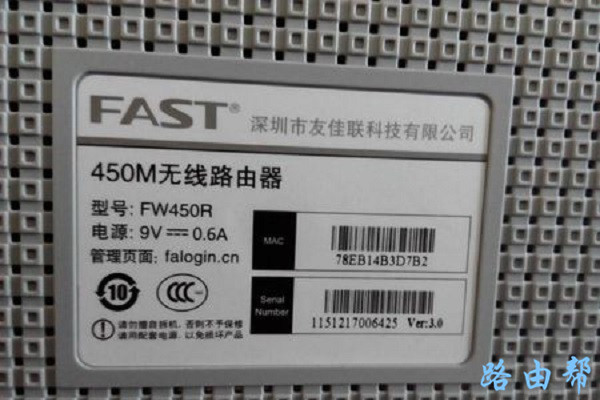 FAST® 深圳市友佳联科技有限公司
450M无线路由器
型号: FW450R
电源: 9V⎓0.6A
管理页面: falogin.cn
MAC
78EB14B3D7B2
10
CCC
Serial Number
1151217006425 Ver:3.0
请勿擅自拆机，否则不予保修
请用配套电源，以免损坏产品
路由帮